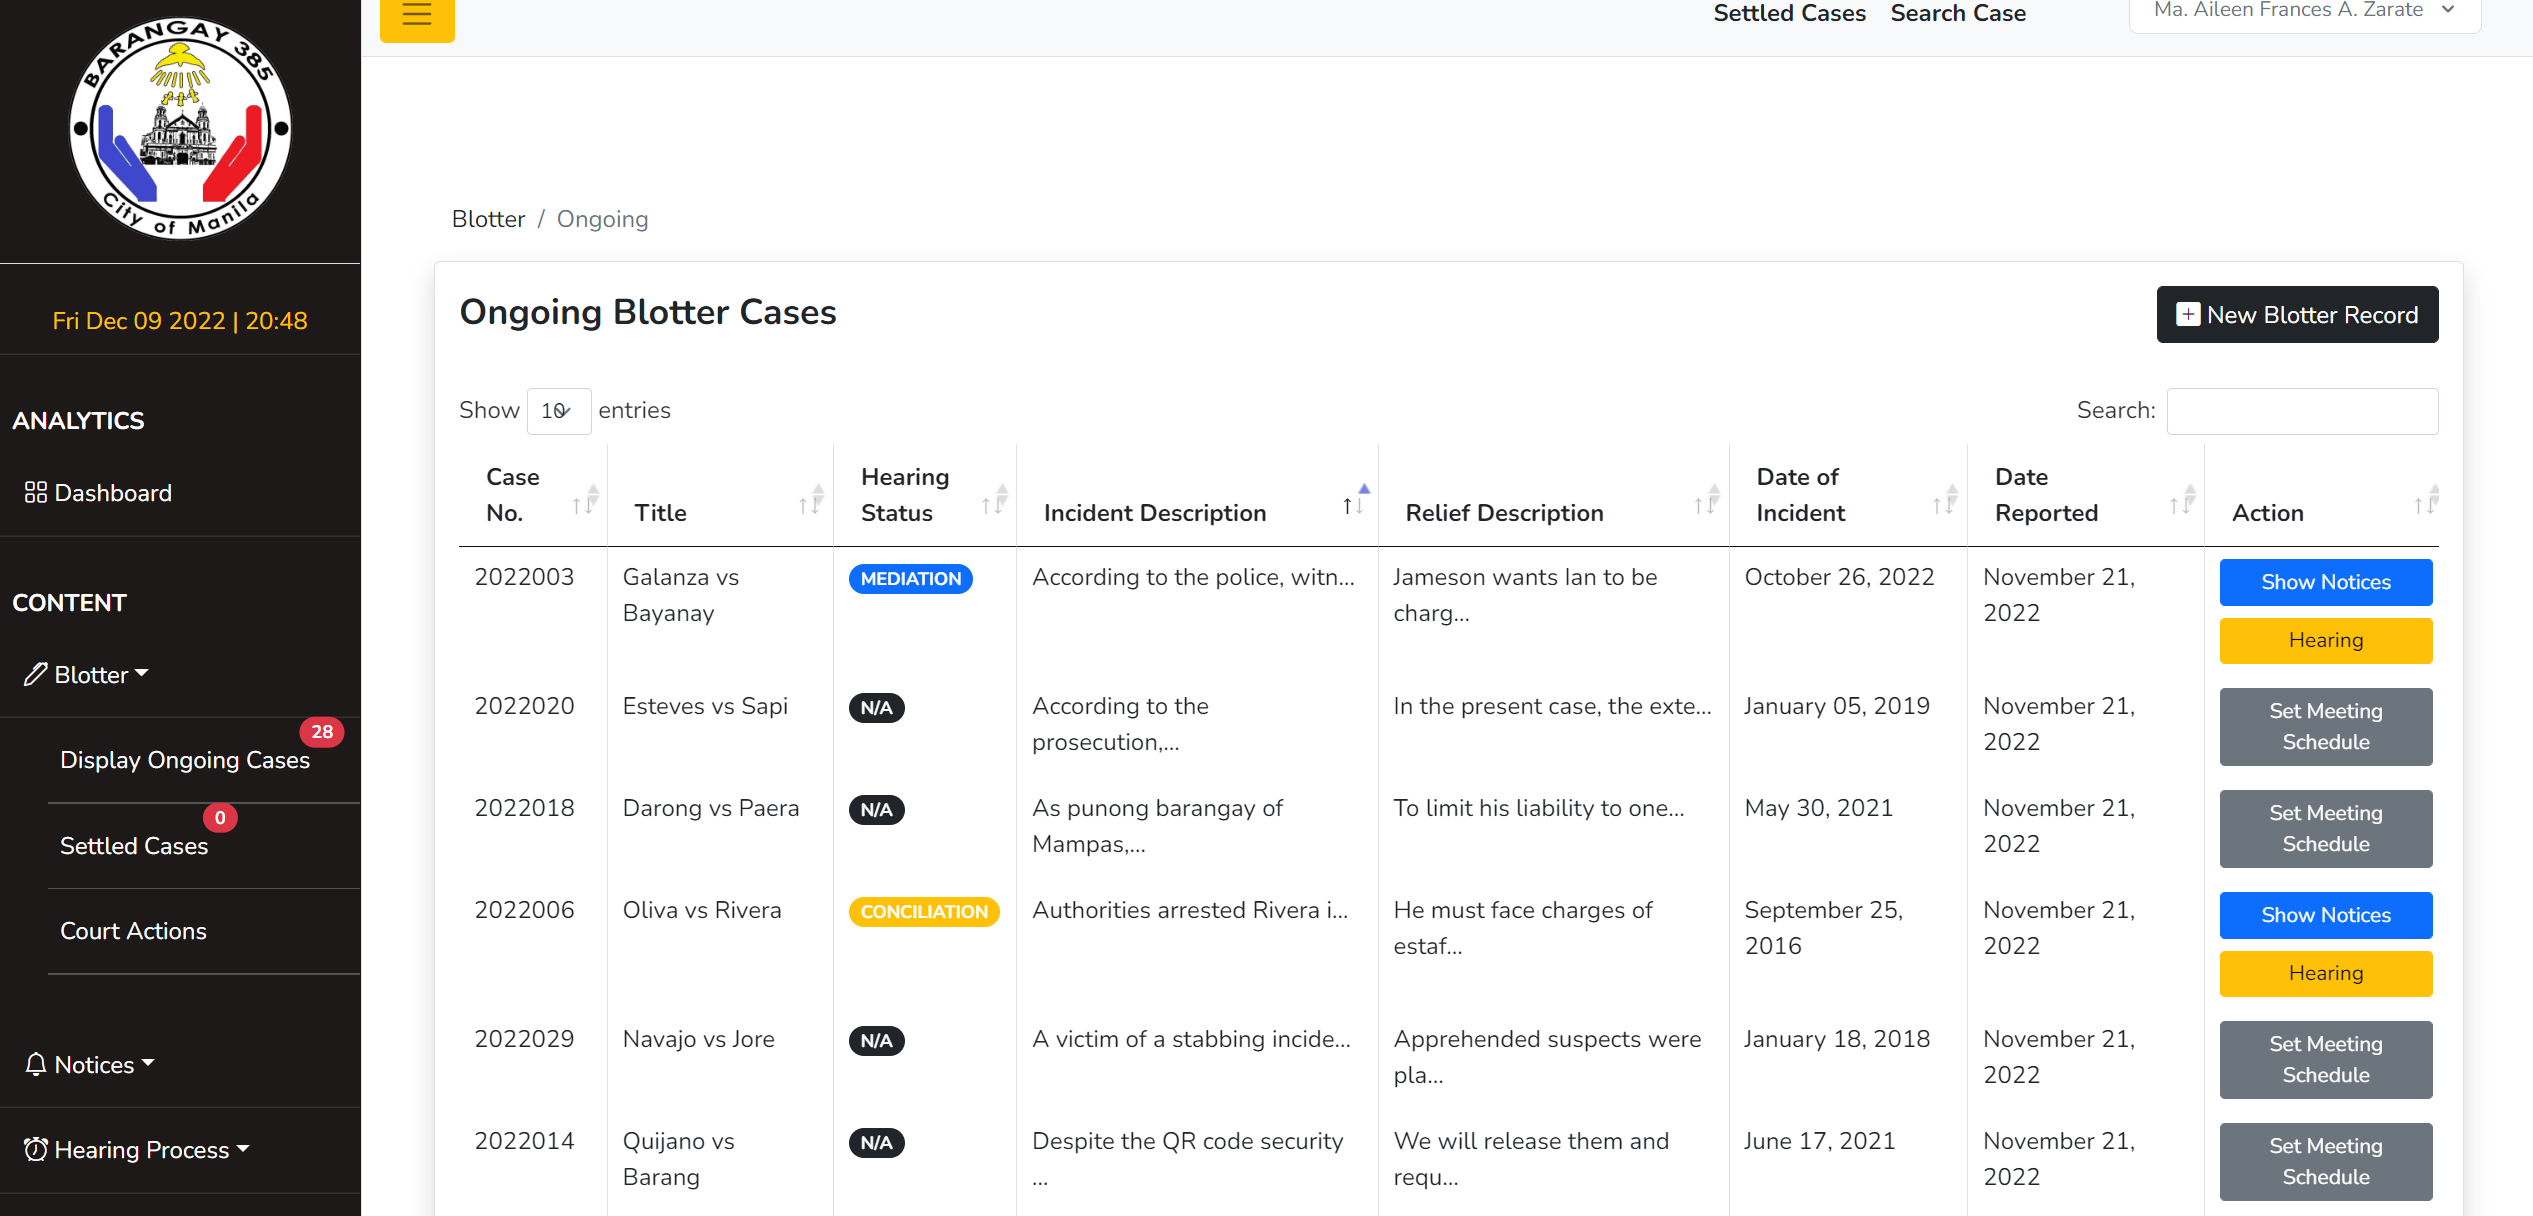 BARANGAY 385
City of Manila
Fri Dec 09 2022 | 20:48
ANALYTICS
Dashboard
CONTENT
Blotter
28
Display Ongoing Cases
0
Settled Cases
Court Actions
Notices
Hearing Process
Settled Cases Search Case Ma. Aileen Frances A. Zarate
Blotter / Ongoing
Ongoing Blotter Cases
New Blotter Record
Show 10 entries
Search:
Case No. Title Hearing Status Incident Description Relief Description Date of Incident Date Reported Action
2022003 Galanza vs Bayanay MEDIATION According to the police, witn... Jameson wants Ian to be charg... October 26, 2022 November 21, 2022 Show Notices Hearing
2022020 Esteves vs Sapi N/A According to the prosecution,... In the present case, the exte... January 05, 2019 November 21, 2022 Set Meeting Schedule
2022018 Darong vs Paera N/A As punong barangay of Mampas,... To limit his liability to one... May 30, 2021 November 21, 2022 Set Meeting Schedule
2022006 Oliva vs Rivera CONCILIATION Authorities arrested Rivera i... He must face charges of estaf... September 25, 2016 November 21, 2022 Show Notices Hearing
2022029 Navajo vs Jore N/A A victim of a stabbing incide... Apprehended suspects were pla... January 18, 2018 November 21, 2022 Set Meeting Schedule
2022014 Quijano vs Barang N/A Despite the QR code security ... We will release them and requ... June 17, 2021 November 21, 2022 Set Meeting Schedule